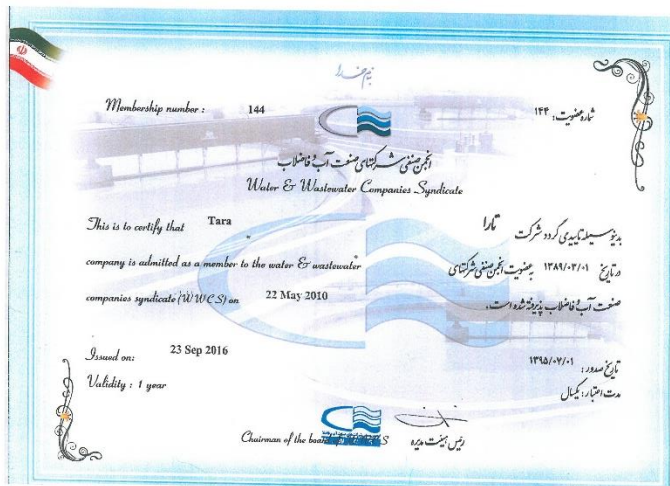 بنام خدا
Membership number : 144
شماره عضویت: ۱۴۴
انجمن صنفی شرکتهای صنعت آب و فاضلاب
Water & Wastewater Companies Syndicate
This is to certify that Tara
company is admitted as a member to the water & wastewater
companies syndicate (WWCS) on 22 May 2010
بدینوسیله تایید می گردد شرکت تارا
در تاریخ ۱۳۸۹/۰۳/۰۱ به عضویت انجمن صنفی شرکتهای
صنعت آب و فاضلاب پذیرفته شده است.
Issued on: 23 Sep 2016
Validity : 1 year
تاریخ صدور: ۱۳۹۵/۰۷/۰۱
مدت اعتبار: یکسال
Chairman of the board
رئیس هیئت مدیره